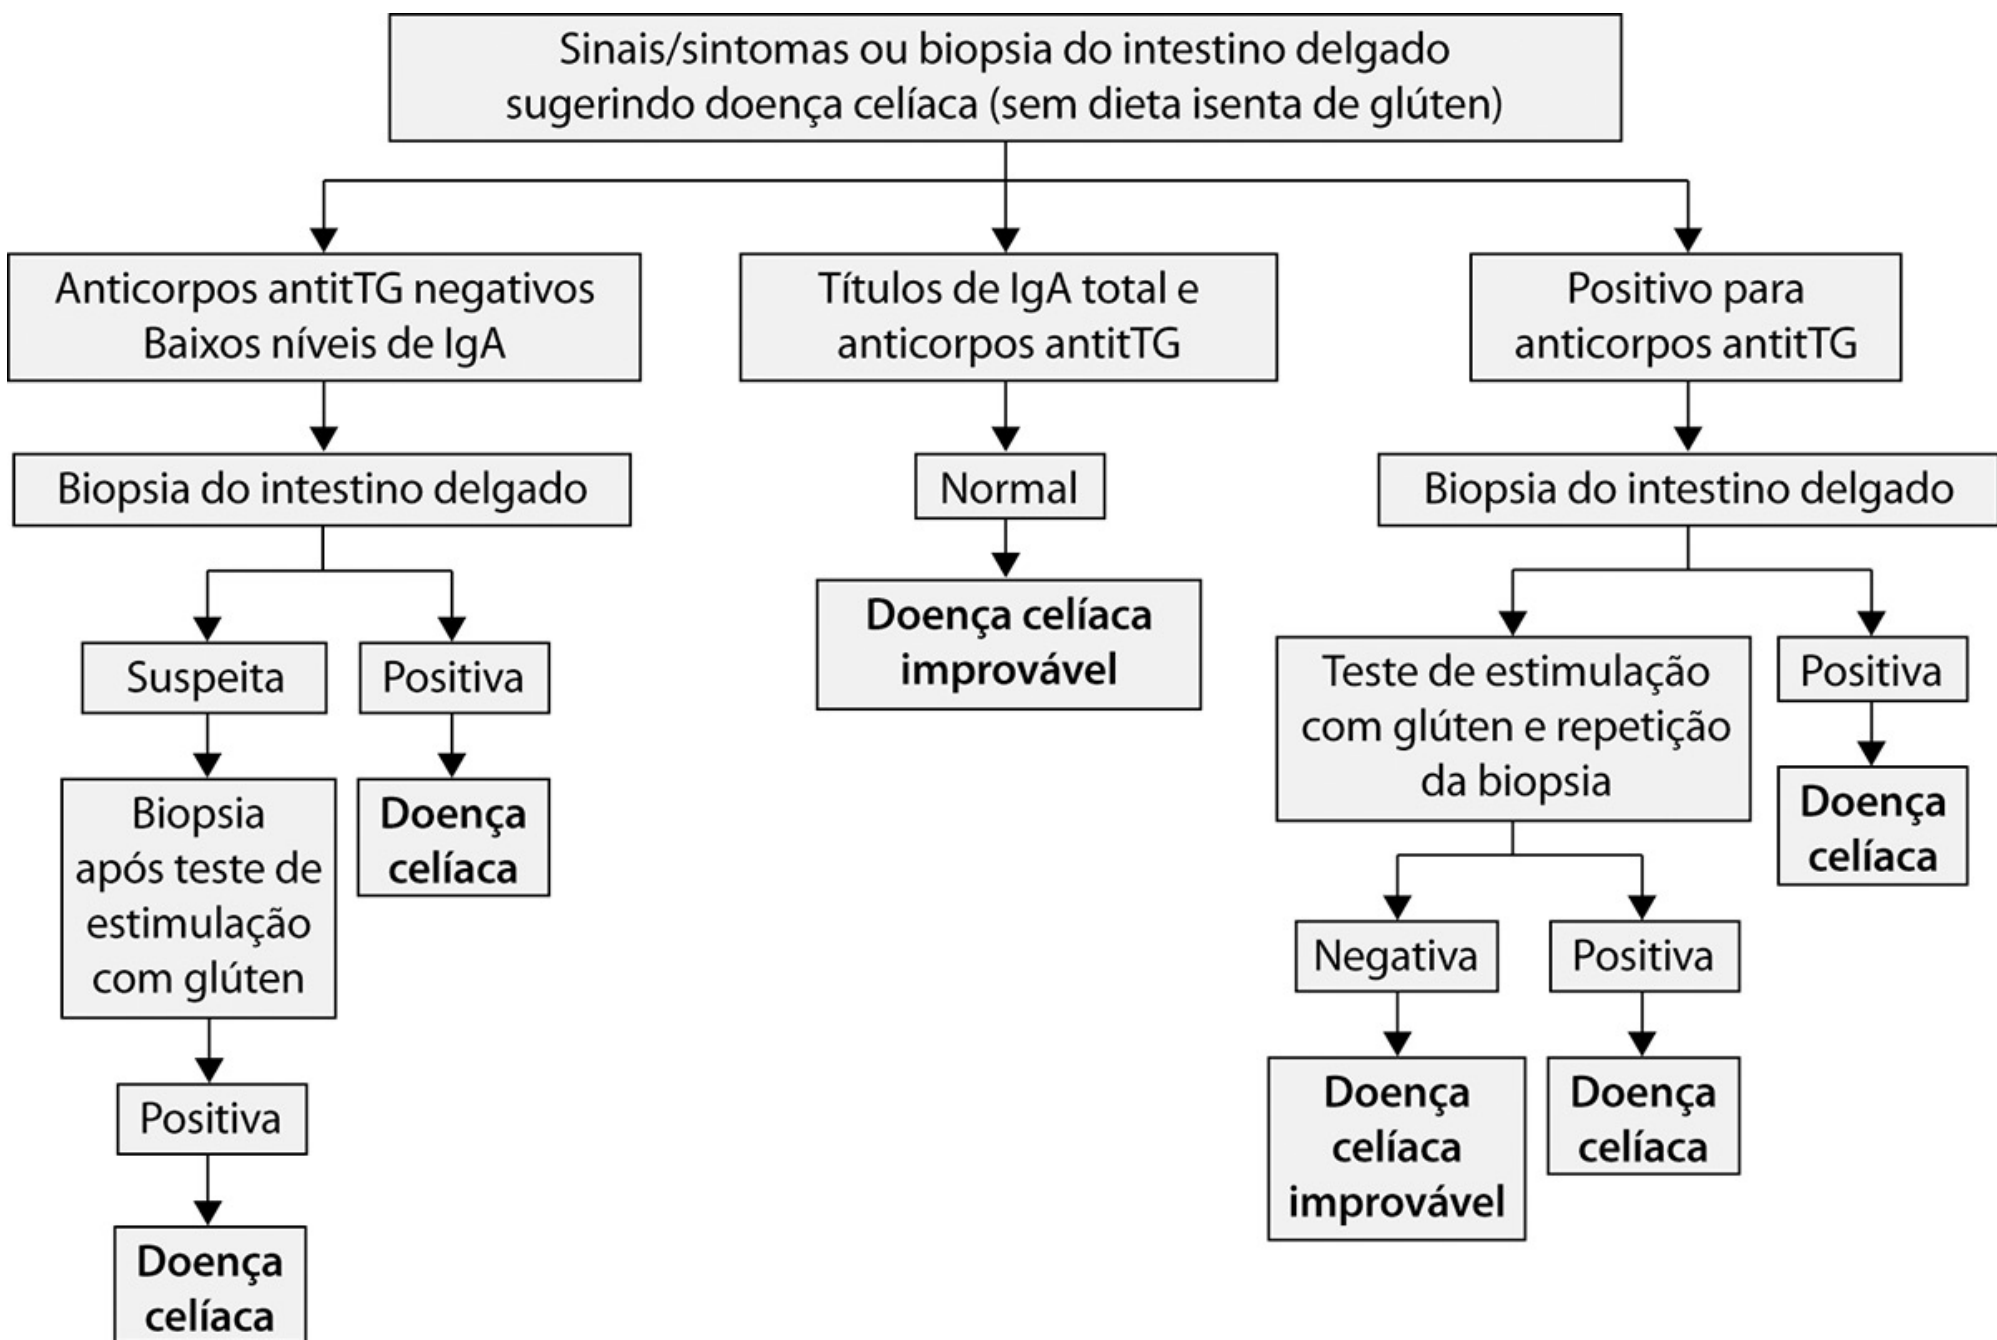 Sinais/sintomas ou biopsia do intestino delgado
sugerindo doença celíaca (sem dieta isenta de glúten)
Anticorpos antitTG negativos
Baixos níveis de IgA
Títulos de IgA total e
anticorpos antitTG
Positivo para
anticorpos antitTG
Biopsia do intestino delgado
Normal
Biopsia do intestino delgado
Suspeita
Positiva
Doença celíaca
improvável
Teste de estimulação
com glúten e repetição
da biopsia
Positiva
Biopsia
após teste de
estimulação
com glúten
Doença
celíaca
Doença
celíaca
Negativa
Positiva
Positiva
Doença
celíaca
improvável
Doença
celíaca
Doença
celíaca